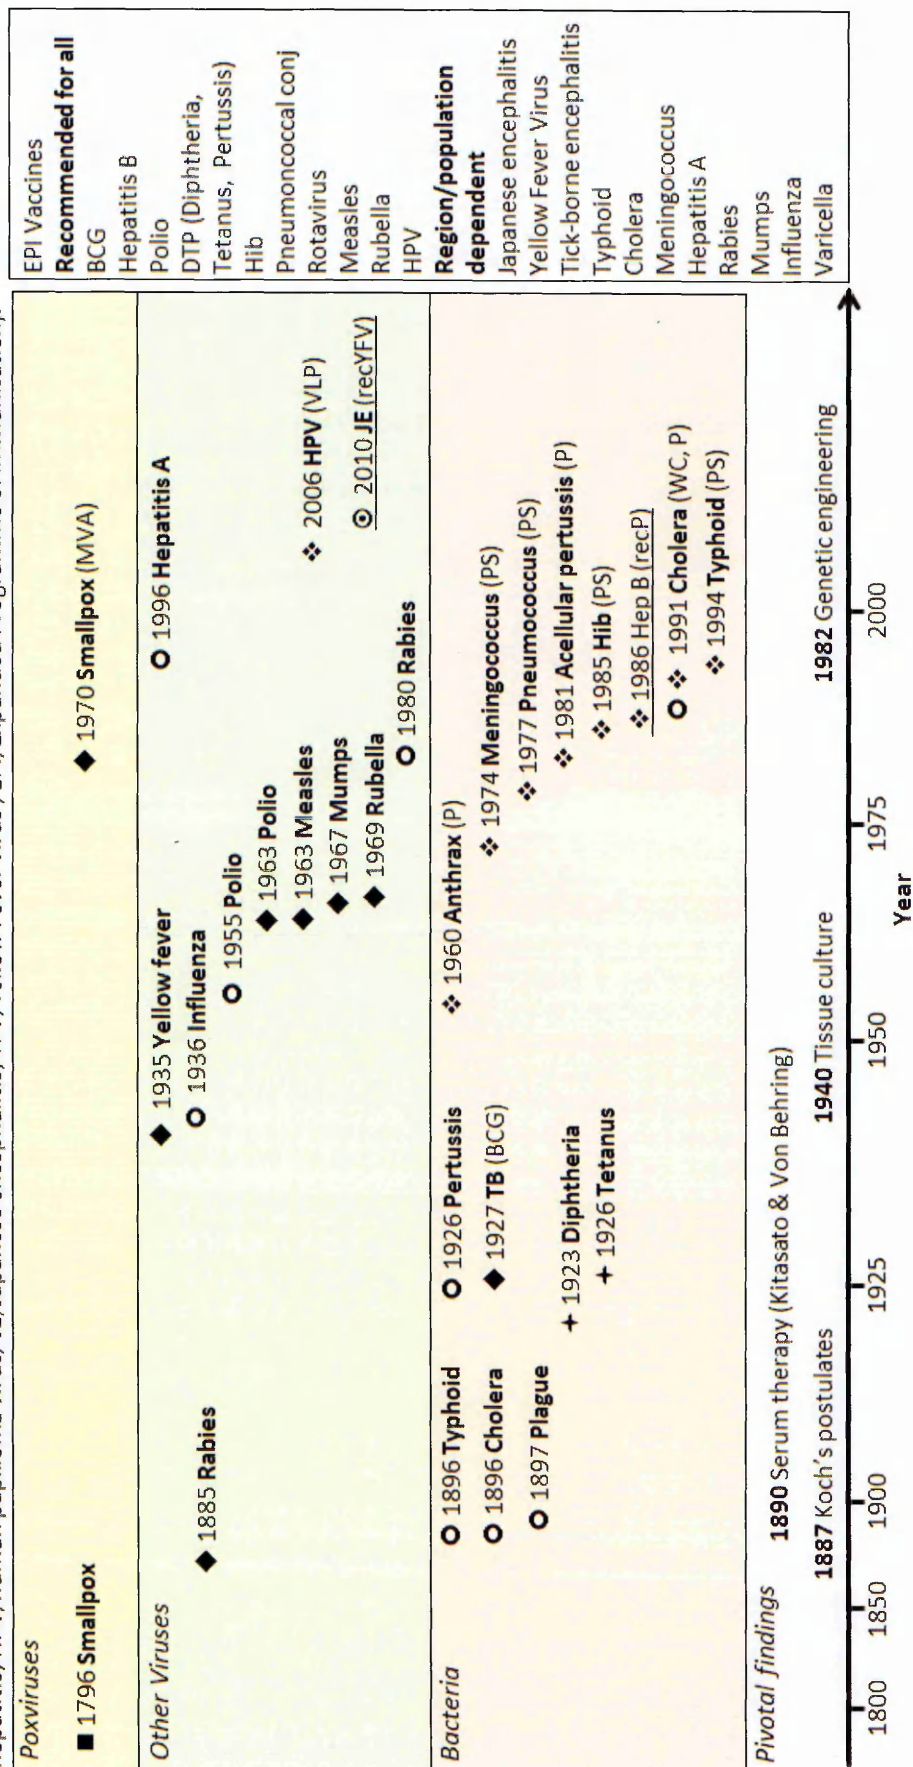 Poxviruses
■ 1796 Smallpox
◆ 1970 Smallpox (MVA)
Other Viruses
◆ 1885 Rabies
◆ 1935 Yellow fever
O 1936 Influenza
O 1955 Polio
◆ 1963 Polio
◆ 1963 Measles
◆ 1967 Mumps
◆ 1969 Rubella
O 1980 Rabies
O 1996 Hepatitis A
❖ 2006 HPV (VLP)
⊙ 2010 JE (recYFV)
Bacteria
O 1896 Typhoid
O 1896 Cholera
O 1897 Plague
O 1926 Pertussis
◆ 1927 TB (BCG)
+ 1923 Diphtheria
+ 1926 Tetanus
❖ 1960 Anthrax (P)
❖ 1974 Meningococcus (PS)
❖ 1977 Pneumococcus (PS)
❖ 1981 Acellular pertussis (P)
❖ 1985 Hib (PS)
❖ 1986 Hep B (recP)
O ❖ 1991 Cholera (WC, P)
❖ 1994 Typhoid (PS)
Pivotal findings
1890 Serum therapy (Kitasato & Von Behring)
1887 Koch's postulates
1940 Tissue culture
1982 Genetic engineering
1800 1850 1900 1925 1950 1975 2000
Year
EPI Vaccines
Recommended for all
BCG
Hepatitis B
Polio
DTP (Diphtheria,
Tetanus, Pertussis)
Hib
Pneumoncoccal conj
Rotavirus
Measles
Rubella
HPV
Region/population
dependent
Japanese encephalitis
Yellow Fever Virus
Tick-borne encephalitis
Typhoid
Cholera
Meningococcus
Hepatitis A
Rabies
Mumps
Influenza
Varicella